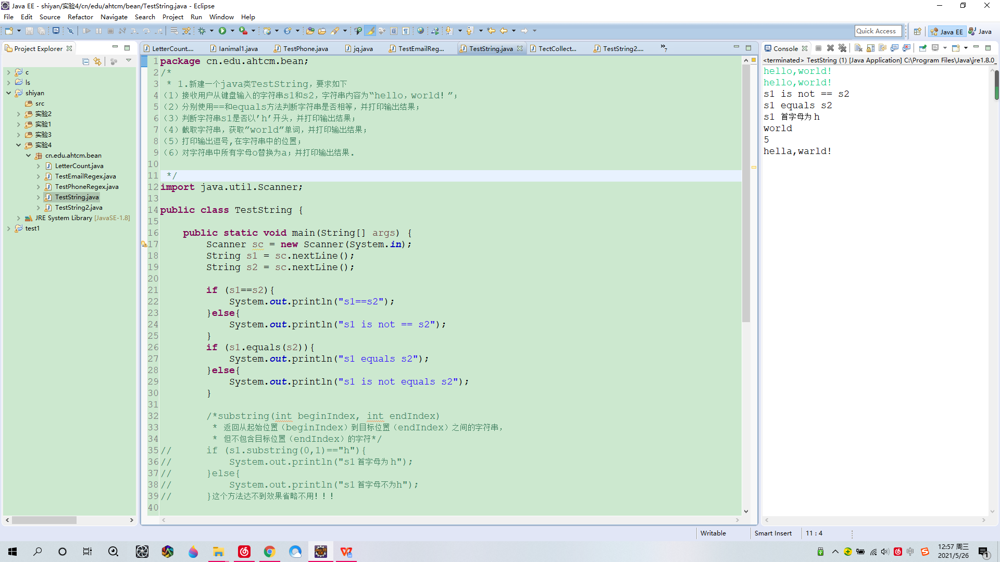 Java EE - shiyan/实验4/cn/edu/ahtcm/bean/TestString.java - Eclipse
File Edit Source Refactor Navigate Search Project Run Window Help
Quick Access
Java EE
Java
Project Explorer
c
ls
shiyan
src
实验2
实验1
实验3
实验4
cn.edu.ahtcm.bean
LetterCount.java
TestEmailRegex.java
TestPhoneRegex.java
TestString.java
TestString2.java
JRE System Library [JavaSE-1.8]
test1
LetterCount.... Ianimal1.java TestPhone.java jq.java TestEmailReg... TestString.java TectCollect... TestString2.... »7
1 package cn.edu.ahtcm.bean;
2 /*
3  * 1.新建一个java类TestString，要求如下
4 （1）接收用户从键盘输入的字符串s1和s2，字符串内容为“hello，world！”；
5 （2）分别使用==和equals方法判断字符串是否相等，并打印输出结果；
6 （3）判断字符串s1是否以’h’开头，并打印输出结果；
7 （4）截取字符串，获取”world”单词，并打印输出结果；
8 （5）打印输出逗号,在字符串中的位置；
9 （6）对字符串中所有字母o替换为a；并打印输出结果.
10
11  */
12 import java.util.Scanner;
13
14 public class TestString {
15
16     public static void main(String[] args) {
17         Scanner sc = new Scanner(System.in);
18         String s1 = sc.nextLine();
19         String s2 = sc.nextLine();
20
21         if (s1==s2){
22             System.out.println("s1==s2");
23         }else{
24             System.out.println("s1 is not == s2");
25         }
26         if (s1.equals(s2)){
27             System.out.println("s1 equals s2");
28         }else{
29             System.out.println("s1 is not equals s2");
30         }
31
32         /*substring(int beginIndex, int endIndex)
33          * 返回从起始位置（beginIndex）到目标位置（endIndex）之间的字符串，
34          * 但不包含目标位置（endIndex）的字符*/
35 //      if (s1.substring(0,1)=="h"){
36 //          System.out.println("s1首字母为h");
37 //      }else{
38 //          System.out.println("s1首字母不为h");
39 //      }这个方法达不到效果省略不用！！！
40
Console
<terminated> TestString (1) [Java Application] C:\Program Files\Java\jre1.8.0_
hello,world!
hello,world!
s1 is not == s2
s1 equals s2
s1 首字母为h
world
5
hella,warld!
Writable Smart Insert 11 : 4
中
12:57 周三
2021/5/26
1